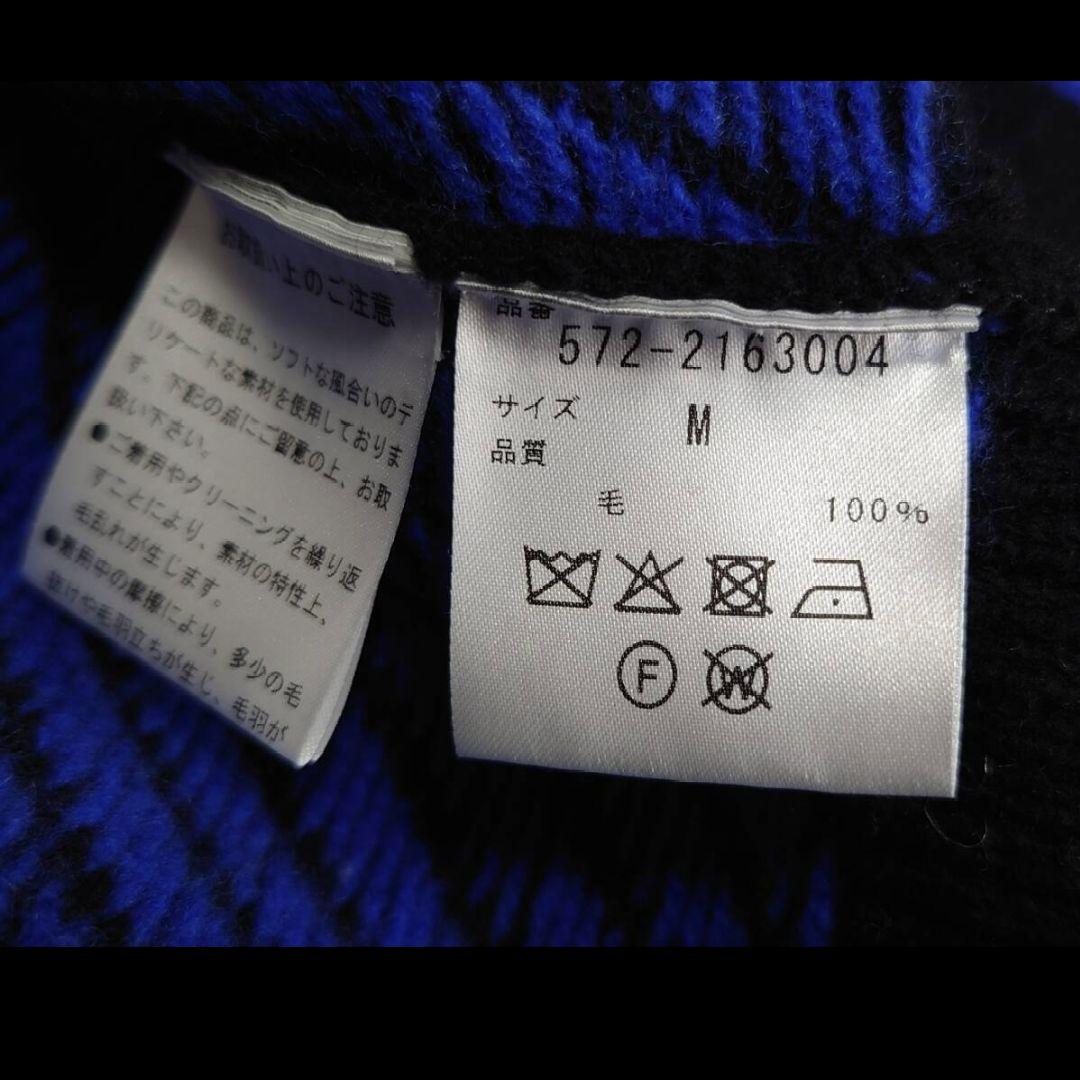 お取扱い上のご注意
この商品は、ソフトな風合いのデ
リケートな素材を使用しておりま
す。下記の点にご留意の上、お取
扱い下さい。
●ご着用やクリーニングを繰り返
すことにより、素材の特性上、
毛乱れが生じます。
●着用中の摩擦により、多少の毛
抜けや毛羽立ちが生じ、毛羽が
品番
572-2163004
サイズ M
品質
毛 100%
F W